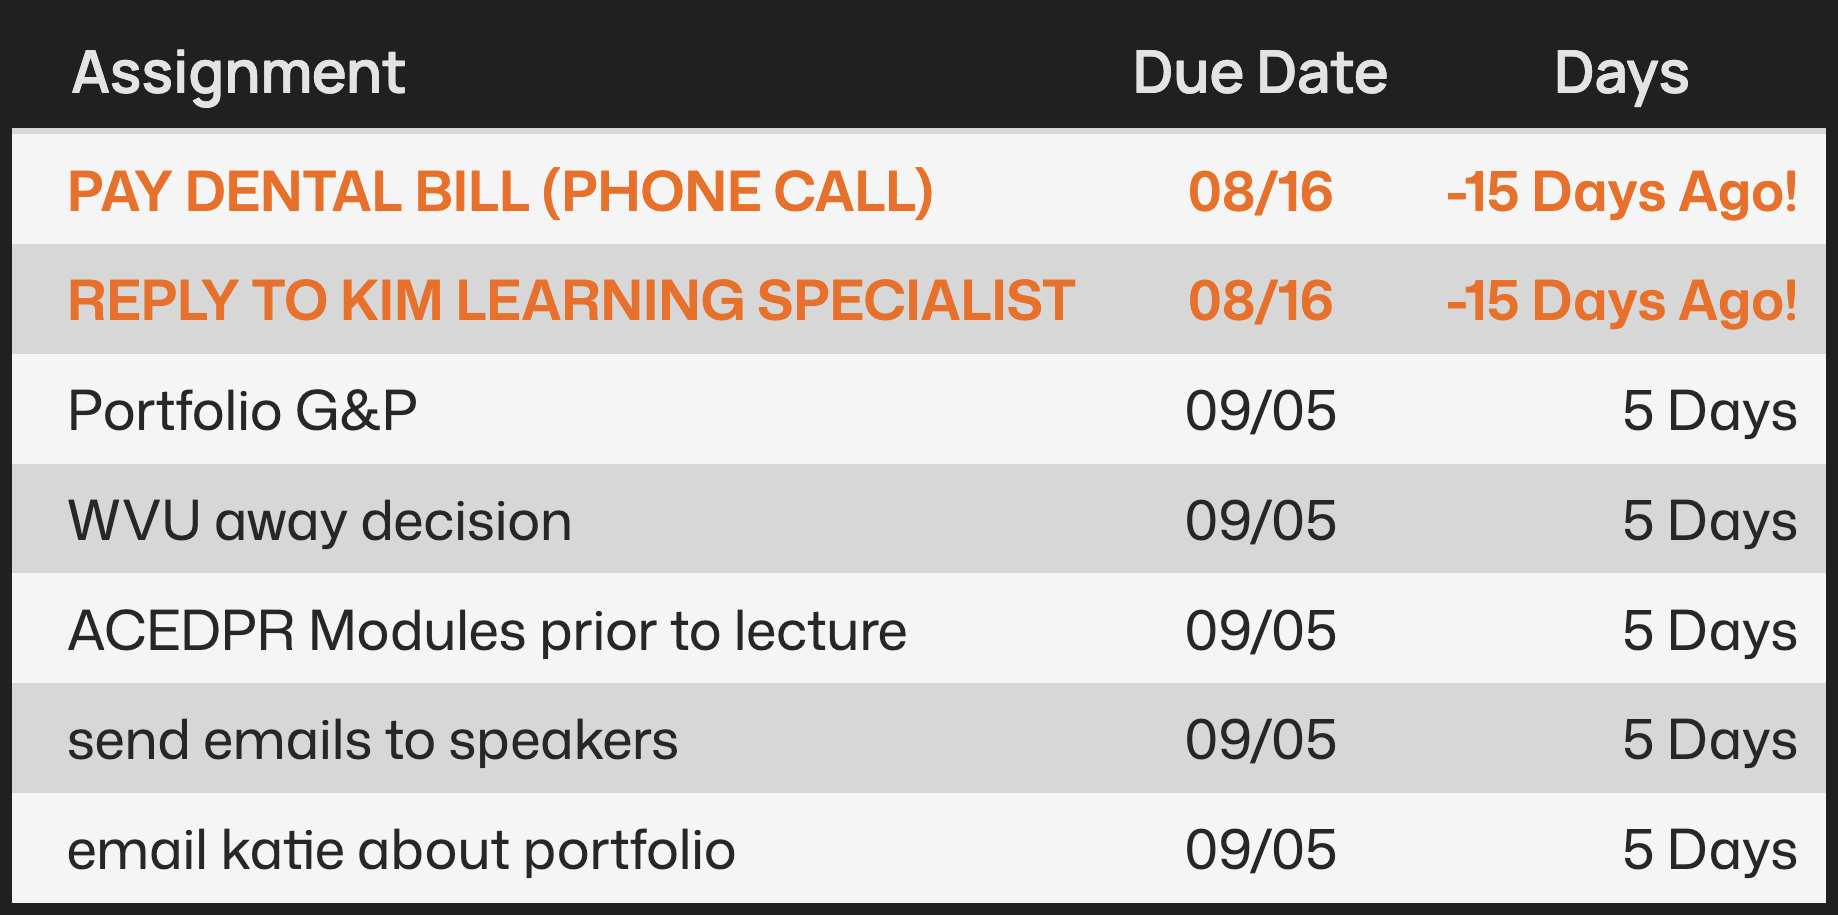 Assignment Due Date Days
PAY DENTAL BILL (PHONE CALL) 08/16 -15 Days Ago!
REPLY TO KIM LEARNING SPECIALIST 08/16 -15 Days Ago!
Portfolio G&P 09/05 5 Days
WVU away decision 09/05 5 Days
ACEDPR Modules prior to lecture 09/05 5 Days
send emails to speakers 09/05 5 Days
email katie about portfolio 09/05 5 Days